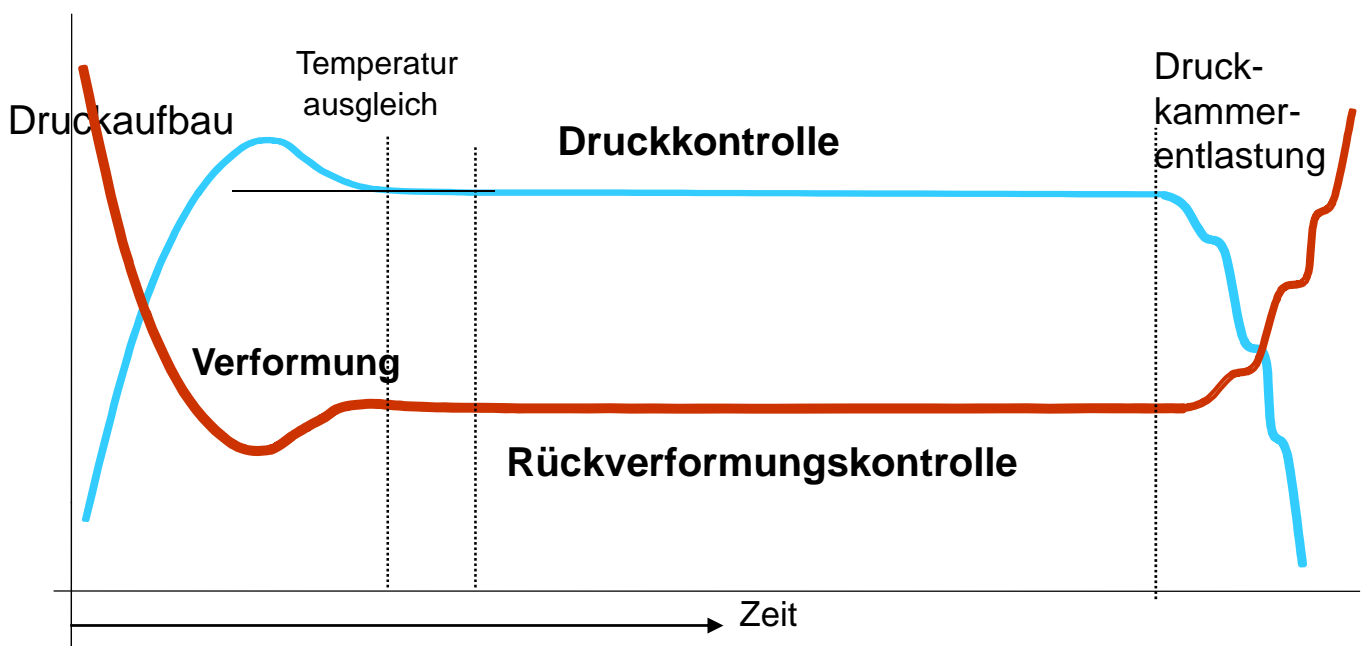 Temperatur
ausgleich
Druck-
kammer-
entlastung
Druckaufbau
Druckkontrolle
Verformung
Rückverformungskontrolle
Zeit